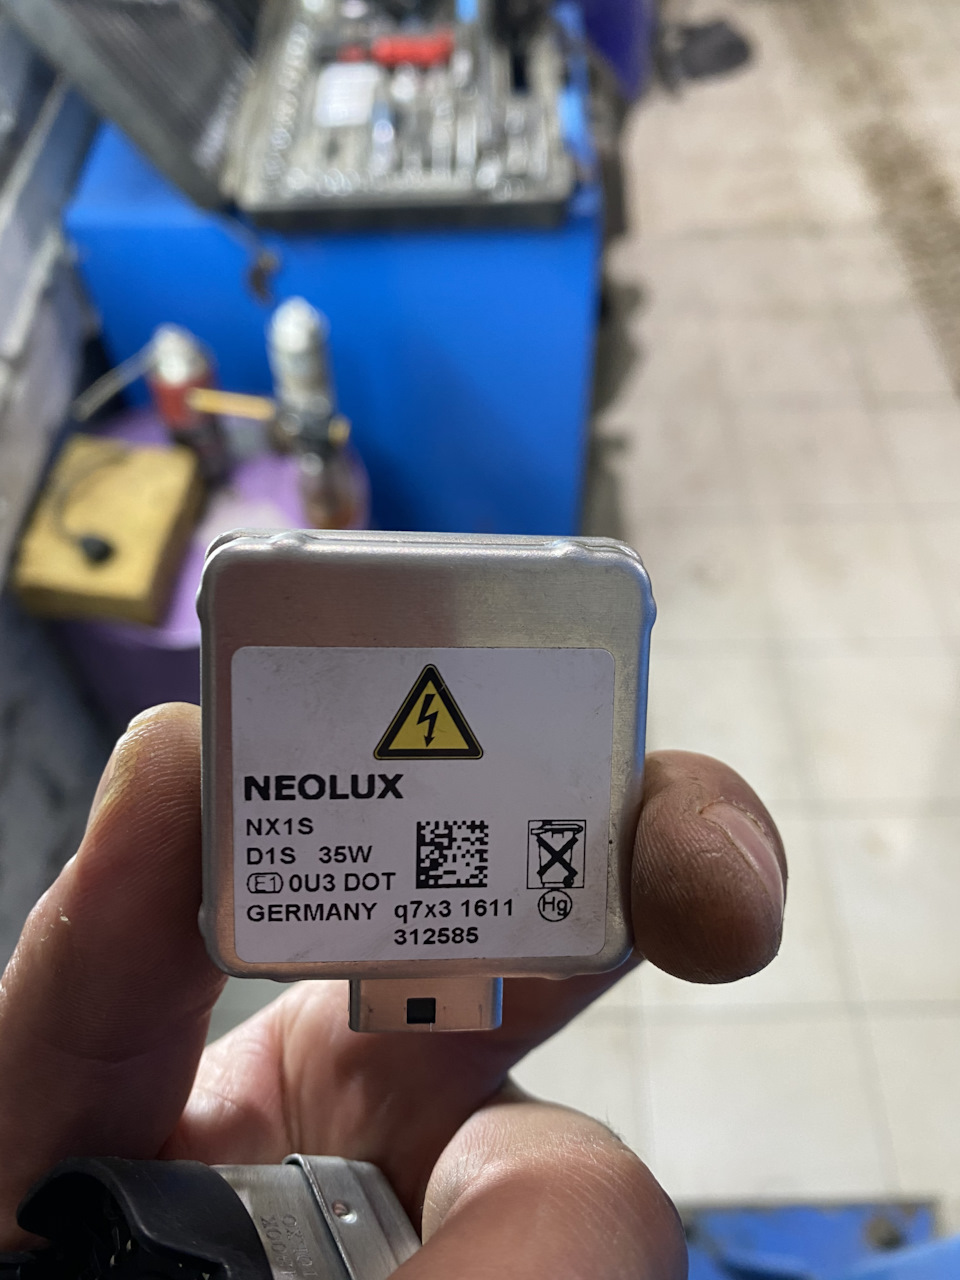 NEOLUX
NX1S
D1S 35W
E1 0U3 DOT
GERMANY q7x3 1611
312585
Hg